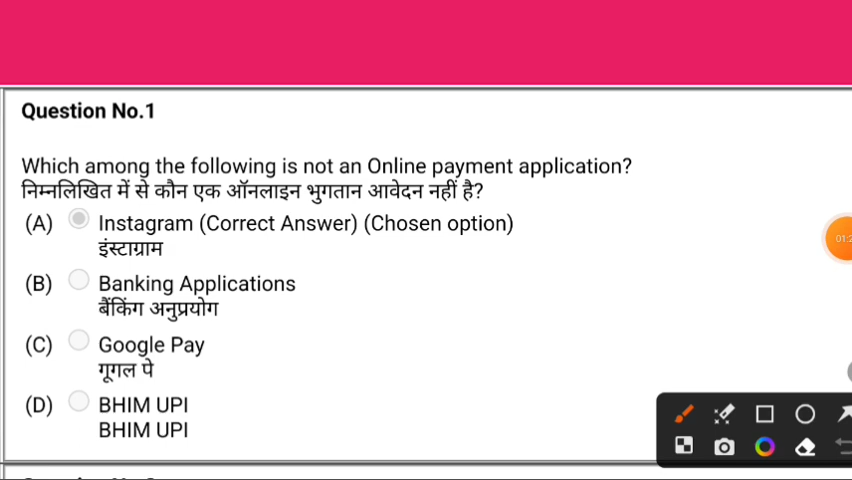 Question No.1
Which among the following is not an Online payment application?
निम्नलिखित में से कौन एक ऑनलाइन भुगतान आवेदन नहीं है?
(A) Instagram (Correct Answer) (Chosen option)
इंस्टाग्राम
(B) Banking Applications
बैंकिंग अनुप्रयोग
(C) Google Pay
गूगल पे
(D) BHIM UPI
BHIM UPI